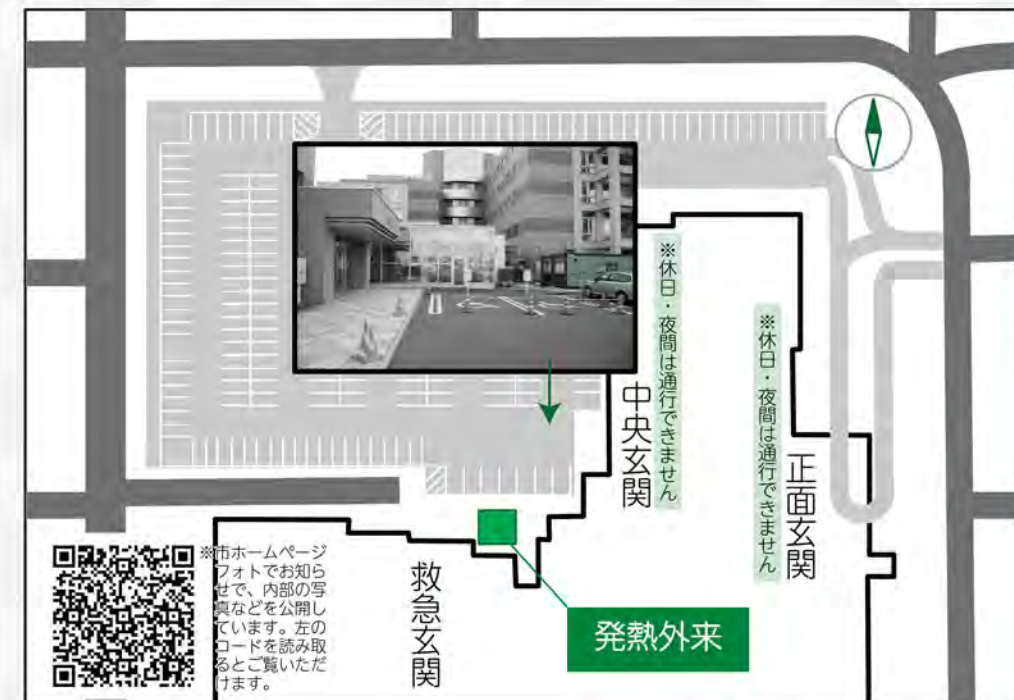 ※休日・夜間は通行できません
中央玄関
※休日・夜間は通行できません
正面玄関
救急玄関
発熱外来
※市ホームページ
フォトでお知ら
せで、内部の写
真などを公開し
ています。左の
コードを読み取
るとご覧いただ
けます。